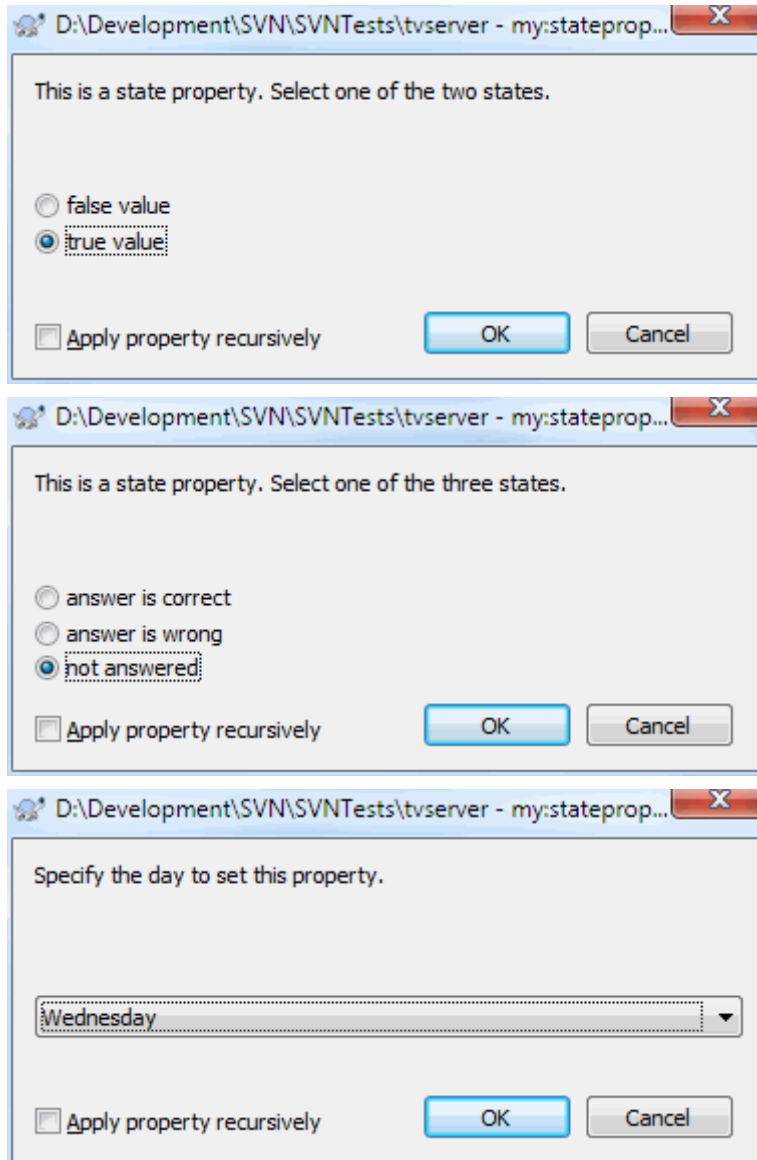 D:\Development\SVN\SVNTests\tvserver - my:stateprop...
This is a state property. Select one of the two states.
false value
true value
Apply property recursively OK Cancel
D:\Development\SVN\SVNTests\tvserver - my:stateprop...
This is a state property. Select one of the three states.
answer is correct
answer is wrong
not answered
Apply property recursively OK Cancel
D:\Development\SVN\SVNTests\tvserver - my:stateprop...
Specify the day to set this property.
Wednesday
Apply property recursively OK Cancel